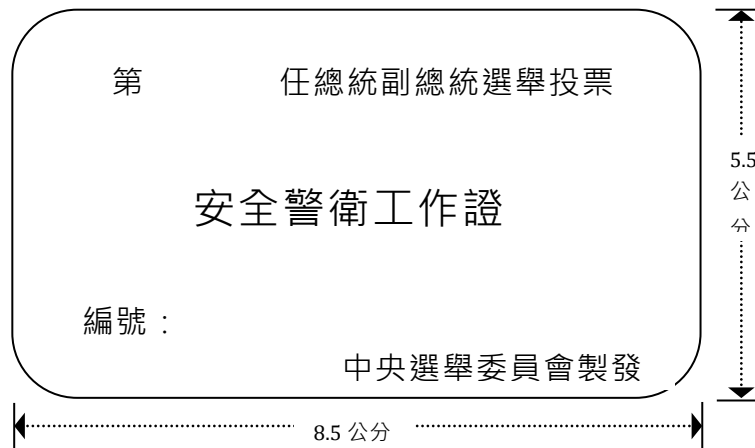 第 任總統副總統選舉投票
安全警衛工作證
編號：
中央選舉委員會製發
5.5
公
分
8.5 公分